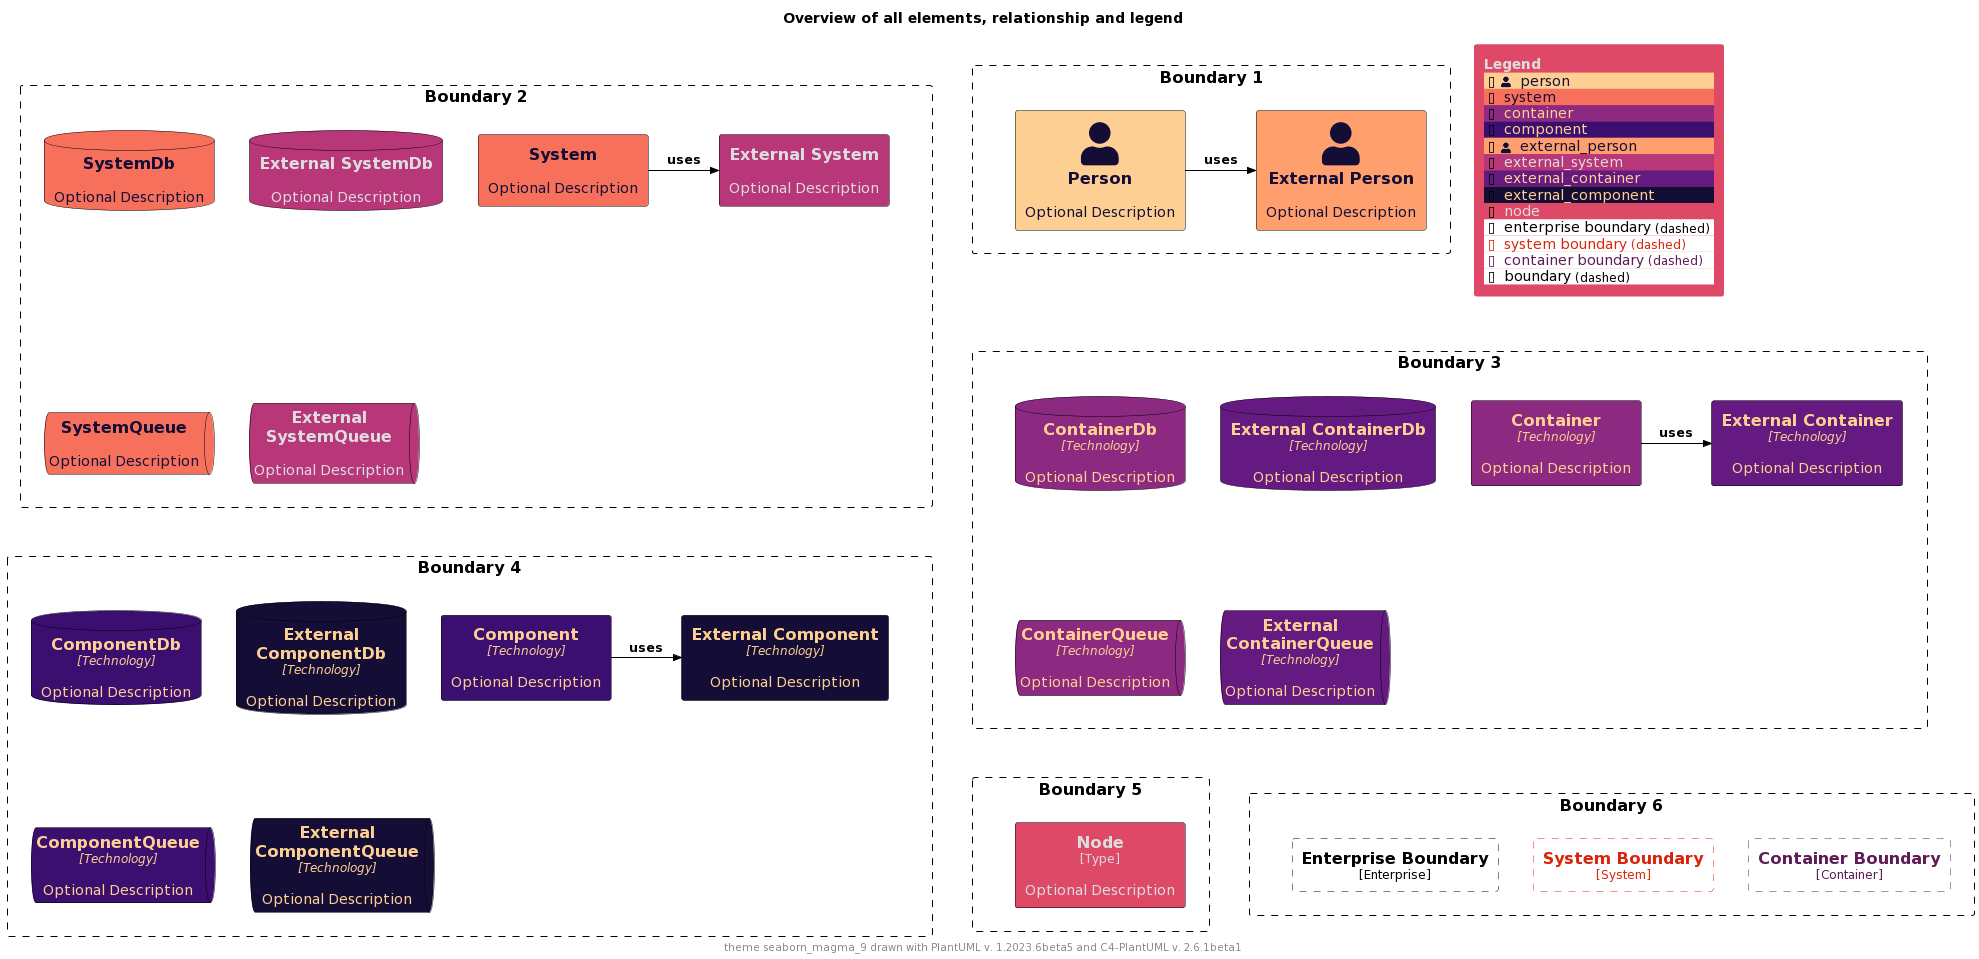 Overview of all elements, relationship and legend
Boundary 2
SystemDb
Optional Description
External SystemDb
Optional Description
System
Optional Description
uses
External System
Optional Description
SystemQueue
Optional Description
External
SystemQueue
Optional Description
Boundary 1
Person
Optional Description
uses
External Person
Optional Description
Legend
person
system
container
component
external_person
external_system
external_container
external_component
node
enterprise boundary (dashed)
system boundary (dashed)
container boundary (dashed)
boundary (dashed)
Boundary 3
ContainerDb
[Technology]
Optional Description
External ContainerDb
[Technology]
Optional Description
Container
[Technology]
Optional Description
uses
External Container
[Technology]
Optional Description
ContainerQueue
[Technology]
Optional Description
External
ContainerQueue
[Technology]
Optional Description
Boundary 4
ComponentDb
[Technology]
Optional Description
External
ComponentDb
[Technology]
Optional Description
Component
[Technology]
Optional Description
uses
External Component
[Technology]
Optional Description
ComponentQueue
[Technology]
Optional Description
External
ComponentQueue
[Technology]
Optional Description
Boundary 5
Node
[Type]
Optional Description
Boundary 6
Enterprise Boundary
[Enterprise]
System Boundary
[System]
Container Boundary
[Container]
theme seaborn_magma_9 drawn with PlantUML v. 1.2023.6beta5 and C4-PlantUML v. 2.6.1beta1